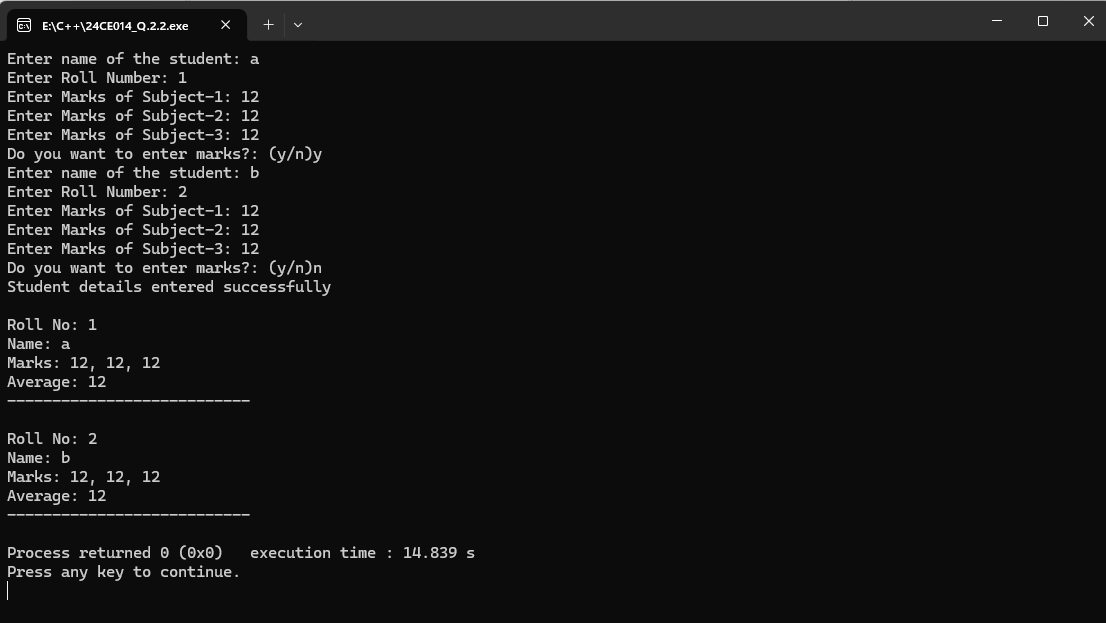 E:\C++\24CE014_Q.2.2.exe
Enter name of the student: a
Enter Roll Number: 1
Enter Marks of Subject-1: 12
Enter Marks of Subject-2: 12
Enter Marks of Subject-3: 12
Do you want to enter marks?: (y/n)y
Enter name of the student: b
Enter Roll Number: 2
Enter Marks of Subject-1: 12
Enter Marks of Subject-2: 12
Enter Marks of Subject-3: 12
Do you want to enter marks?: (y/n)n
Student details entered successfully
Roll No: 1
Name: a
Marks: 12, 12, 12
Average: 12
---------------------------
Roll No: 2
Name: b
Marks: 12, 12, 12
Average: 12
---------------------------
Process returned 0 (0x0)   execution time : 14.839 s
Press any key to continue.